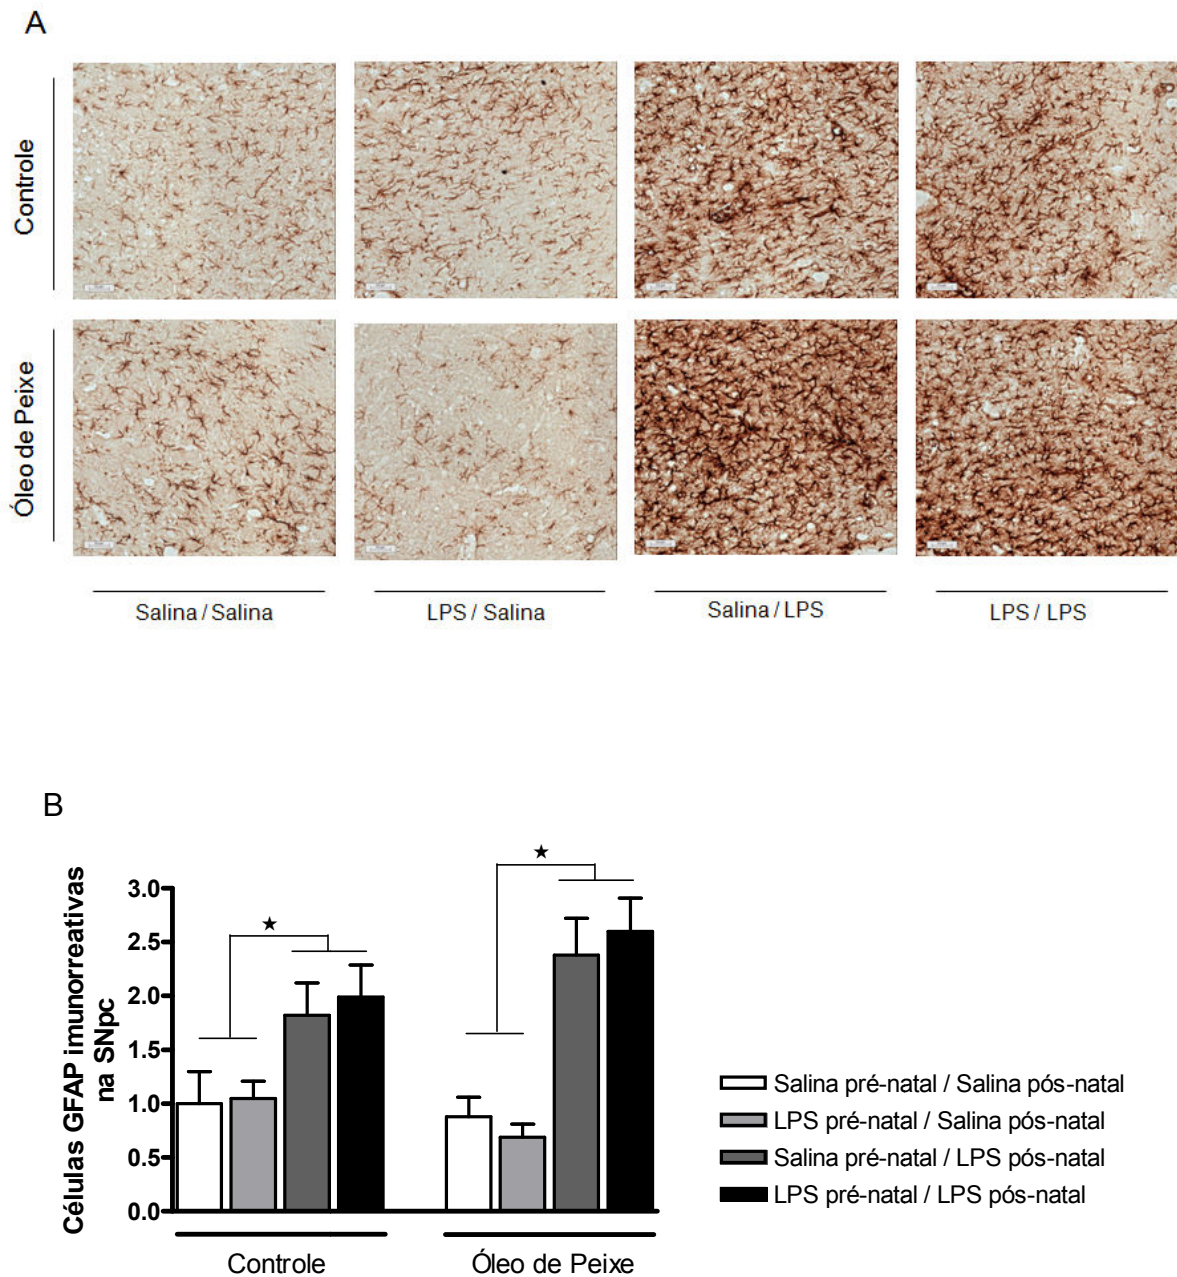 A
Controle
Óleo de Peixe
Salina / Salina
LPS / Salina
Salina / LPS
LPS / LPS
B
Células GFAP imunorreativas
na SNpc
3.0
2.5
2.0
1.5
1.0
0.5
0.0
★
★
Controle
Óleo de Peixe
Salina pré-natal / Salina pós-natal
LPS pré-natal / Salina pós-natal
Salina pré-natal / LPS pós-natal
LPS pré-natal / LPS pós-natal